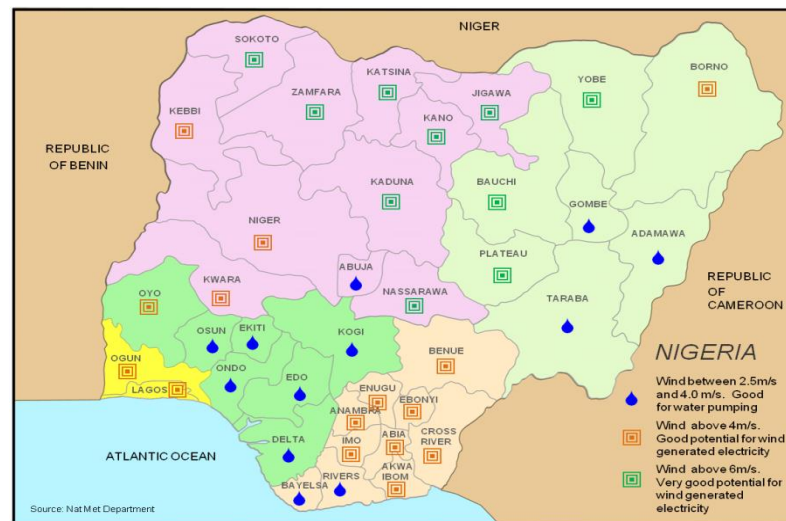 NIGER
SOKOTO
KATSINA
YOBE
BORNO
ZAMFARA
JIGAWA
KEBBI
KANO
REPUBLIC
OF BENIN
KADUNA
BAUCHI
GOMBE
NIGER
ADAMAWA
PLATEAU
ABUJA
KWARA
NASSARAWA
TARABA
REPUBLIC
OF
CAMEROON
OYO
OSUN
EKITI
KOGI
BENUE
OGUN
ONDO
EDO
LAGOS
ENUGU
EBONYI
ANAMBRA
CROSS
RIVER
IMO
ABIA
DELTA
AKWA
IBOM
RIVERS
BAYELSA
ATLANTIC OCEAN
NIGERIA
Wind between 2.5m/s
and 4.0 m/s. Good
for water pumping
Wind above 4m/s.
Good potential for wind
generated electricity
Wind above 6m/s.
Very good potential for
wind generated
electricity
Source: Nat Met Department